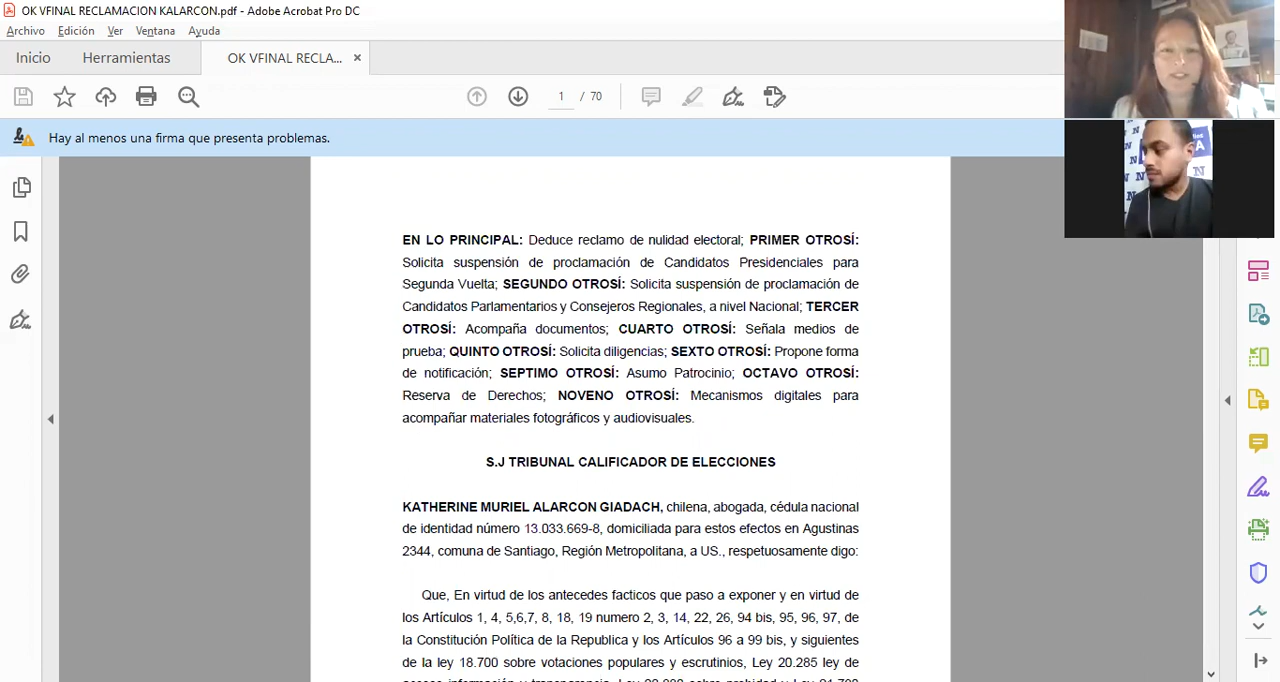 OK VFINAL RECLAMACION KALARCON.pdf - Adobe Acrobat Pro DC
Archivo Edición Ver Ventana Ayuda
Inicio Herramientas OK VFINAL RECLA... ×
1 / 70
Hay al menos una firma que presenta problemas.
EN LO PRINCIPAL: Deduce reclamo de nulidad electoral; PRIMER OTROSÍ:
Solicita suspensión de proclamación de Candidatos Presidenciales para
Segunda Vuelta; SEGUNDO OTROSÍ: Solicita suspensión de proclamación de
Candidatos Parlamentarios y Consejeros Regionales, a nivel Nacional; TERCER
OTROSÍ: Acompaña documentos; CUARTO OTROSÍ: Señala medios de
prueba; QUINTO OTROSÍ: Solicita diligencias; SEXTO OTROSÍ: Propone forma
de notificación; SEPTIMO OTROSÍ: Asumo Patrocinio; OCTAVO OTROSÍ:
Reserva de Derechos; NOVENO OTROSÍ: Mecanismos digitales para
acompañar materiales fotográficos y audiovisuales.
S.J TRIBUNAL CALIFICADOR DE ELECCIONES
KATHERINE MURIEL ALARCON GIADACH, chilena, abogada, cédula nacional
de identidad número 13.033.669-8, domiciliada para estos efectos en Agustinas
2344, comuna de Santiago, Región Metropolitana, a US., respetuosamente digo:
Que, En virtud de los antecedes facticos que paso a exponer y en virtud de
los Artículos 1, 4, 5,6,7, 8, 18, 19 numero 2, 3, 14, 22, 26, 94 bis, 95, 96, 97, de
la Constitución Política de la Republica y los Artículos 96 a 99 bis, y siguientes
de la ley 18.700 sobre votaciones populares y escrutinios, Ley 20.285 ley de